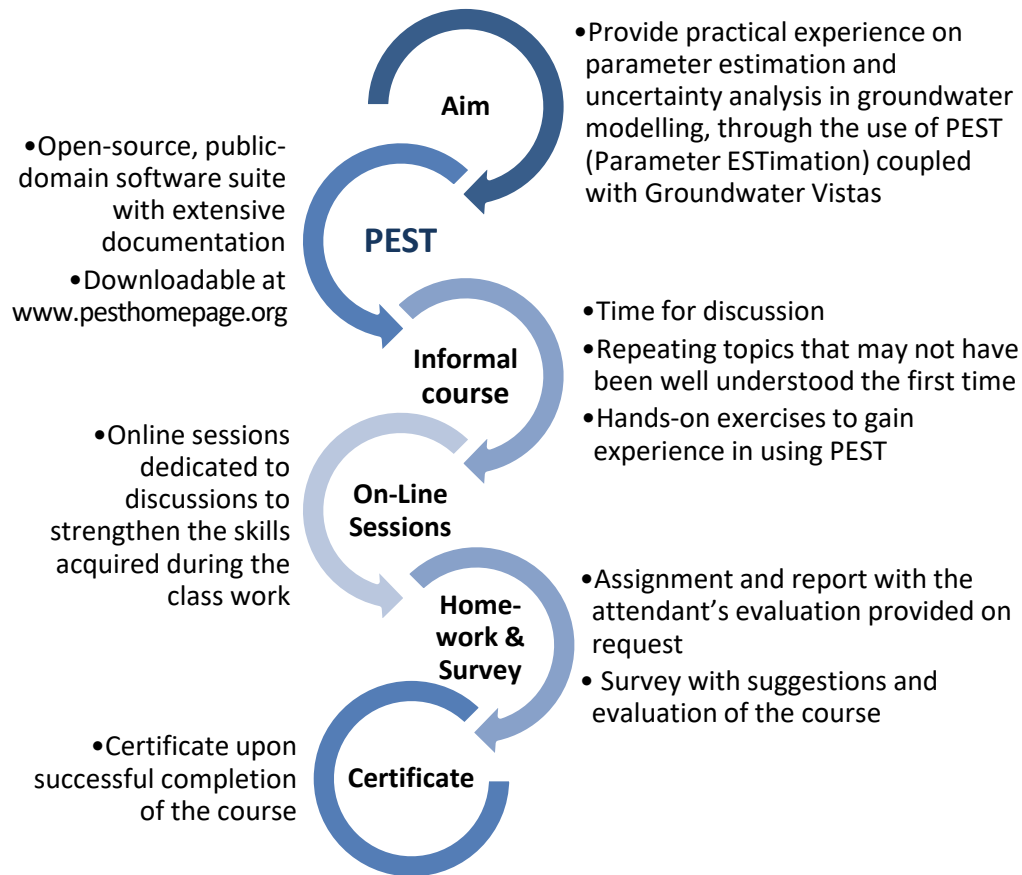 Aim
•Provide practical experience on
parameter estimation and
uncertainty analysis in groundwater
modelling, through the use of PEST
(Parameter ESTimation) coupled
with Groundwater Vistas
•Open-source, public-
domain software suite
with extensive
documentation
•Downloadable at
www.pesthomepage.org
PEST
Informal
course
•Time for discussion
•Repeating topics that may not have
been well understood the first time
•Hands-on exercises to gain
experience in using PEST
•Online sessions
dedicated to
discussions to
strengthen the skills
acquired during the
class work
On-Line
Sessions
Home-
work &
Survey
•Assignment and report with the
attendant’s evaluation provided on
request
• Survey with suggestions and
evaluation of the course
•Certificate upon
successful completion
of the course
Certificate